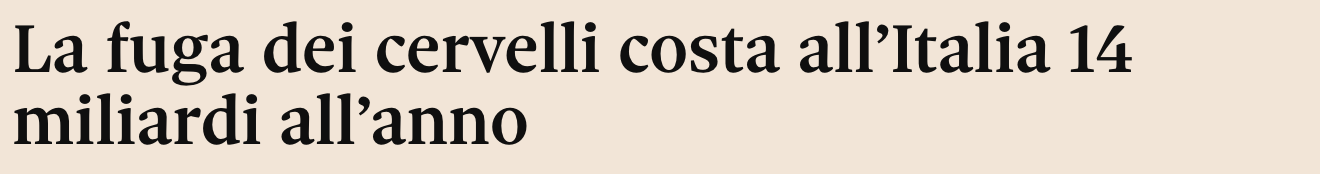 La fuga dei cervelli costa all’Italia 14
miliardi all’anno